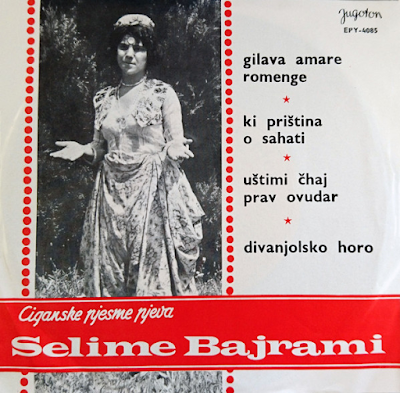 Jugoton
EPY-4085
gilava amare
romenge
ki priština
o sahati
uštimi čhaj
prav ovudar
divanjolsko horo
Ciganske pjesme pjeva
Selime Bajrami